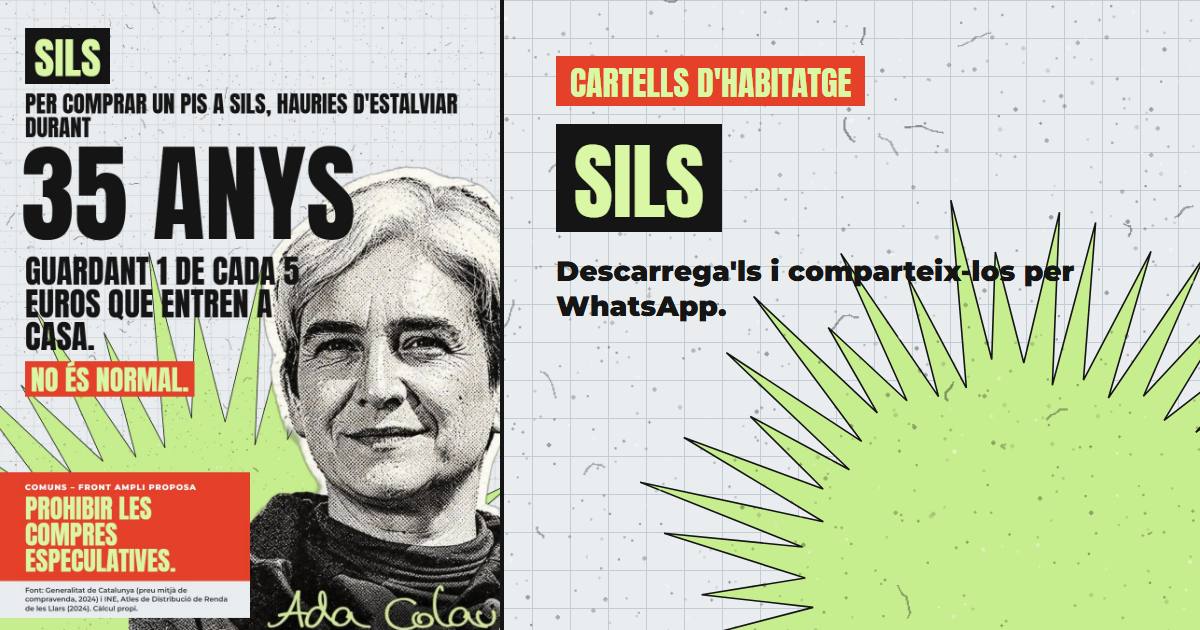 SILS
PER COMPRAR UN PIS A SILS, HAURIES D'ESTALVIAR
DURANT
35 ANYS
GUARDANT 1 DE CADA 5
EUROS QUE ENTREN A
CASA.
NO ÉS NORMAL.
COMUNS – FRONT AMPLI PROPOSA
PROHIBIR LES
COMPRES
ESPECULATIVES.
Font: Generalitat de Catalunya (preu mitjà de
compravenda, 2024) i INE, Atles de Distribució de Renda
de les Llars (2024). Càlcul propi.
Ada Colau
CARTELLS D'HABITATGE
SILS
Descarrega'ls i comparteix-los per
WhatsApp.